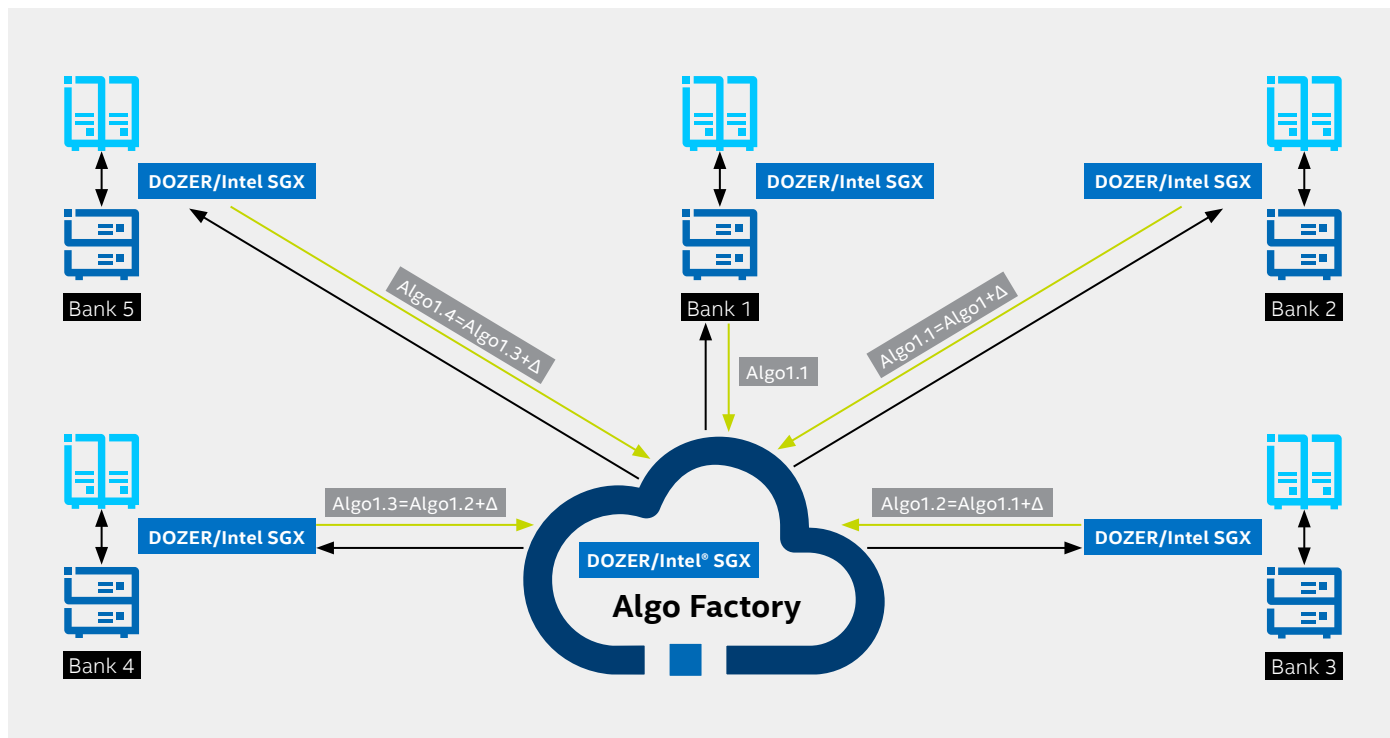 DOZER/Intel SGX
DOZER/Intel SGX
DOZER/Intel SGX
Bank 5
Bank 1
Bank 2
Algo1.4=Algo1.3+Δ
Algo1.1
Algo1.1=Algo1+Δ
Algo1.3=Algo1.2+Δ
Algo1.2=Algo1.1+Δ
DOZER/Intel SGX
DOZER/Intel® SGX
DOZER/Intel SGX
Algo Factory
Bank 4
Bank 3